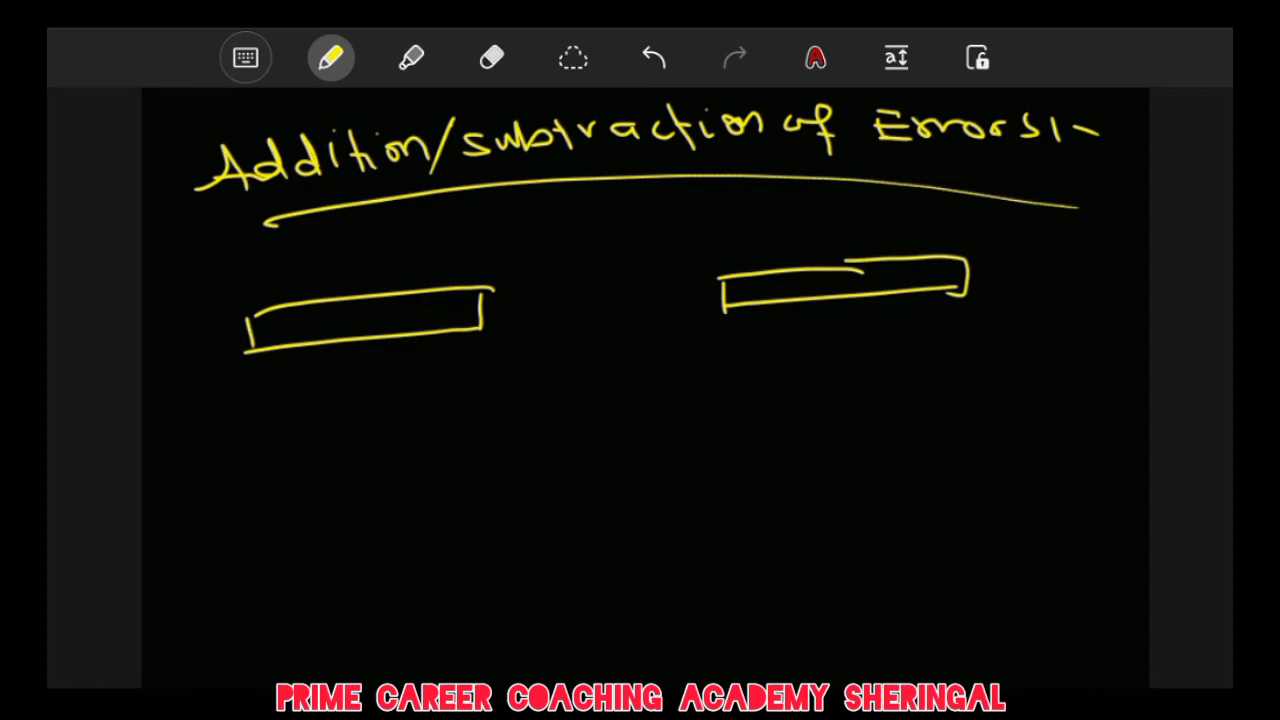 Addition/subtraction of Errors:-
PRIME CAREER COACHING ACADEMY SHERINGAL